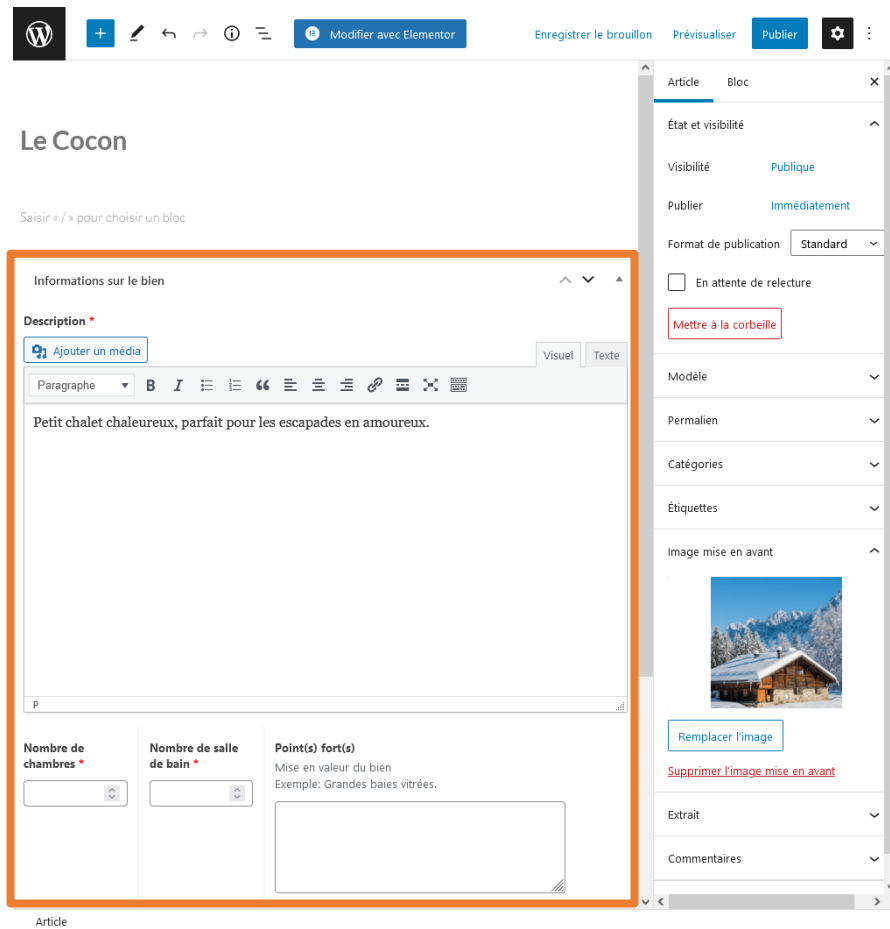 Modifier avec Elementor
Enregistrer le brouillon
Prévisualiser
Publier
Le Cocon
Saisir « / » pour choisir un bloc
Informations sur le bien
Description *
Ajouter un média
Visuel
Texte
Paragraphe
B
I
Petit chalet chaleureux, parfait pour les escapades en amoureux.
P
Nombre de
chambres *
Nombre de salle
de bain *
Point(s) fort(s)
Mise en valeur du bien
Exemple: Grandes baies vitrées.
Article
Bloc
État et visibilité
Visibilité
Publique
Publier
Immédiatement
Format de publication
Standard
En attente de relecture
Mettre à la corbeille
Modèle
Permalien
Catégories
Étiquettes
Image mise en avant
Remplacer l'image
Supprimer l'image mise en avant
Extrait
Commentaires
Article